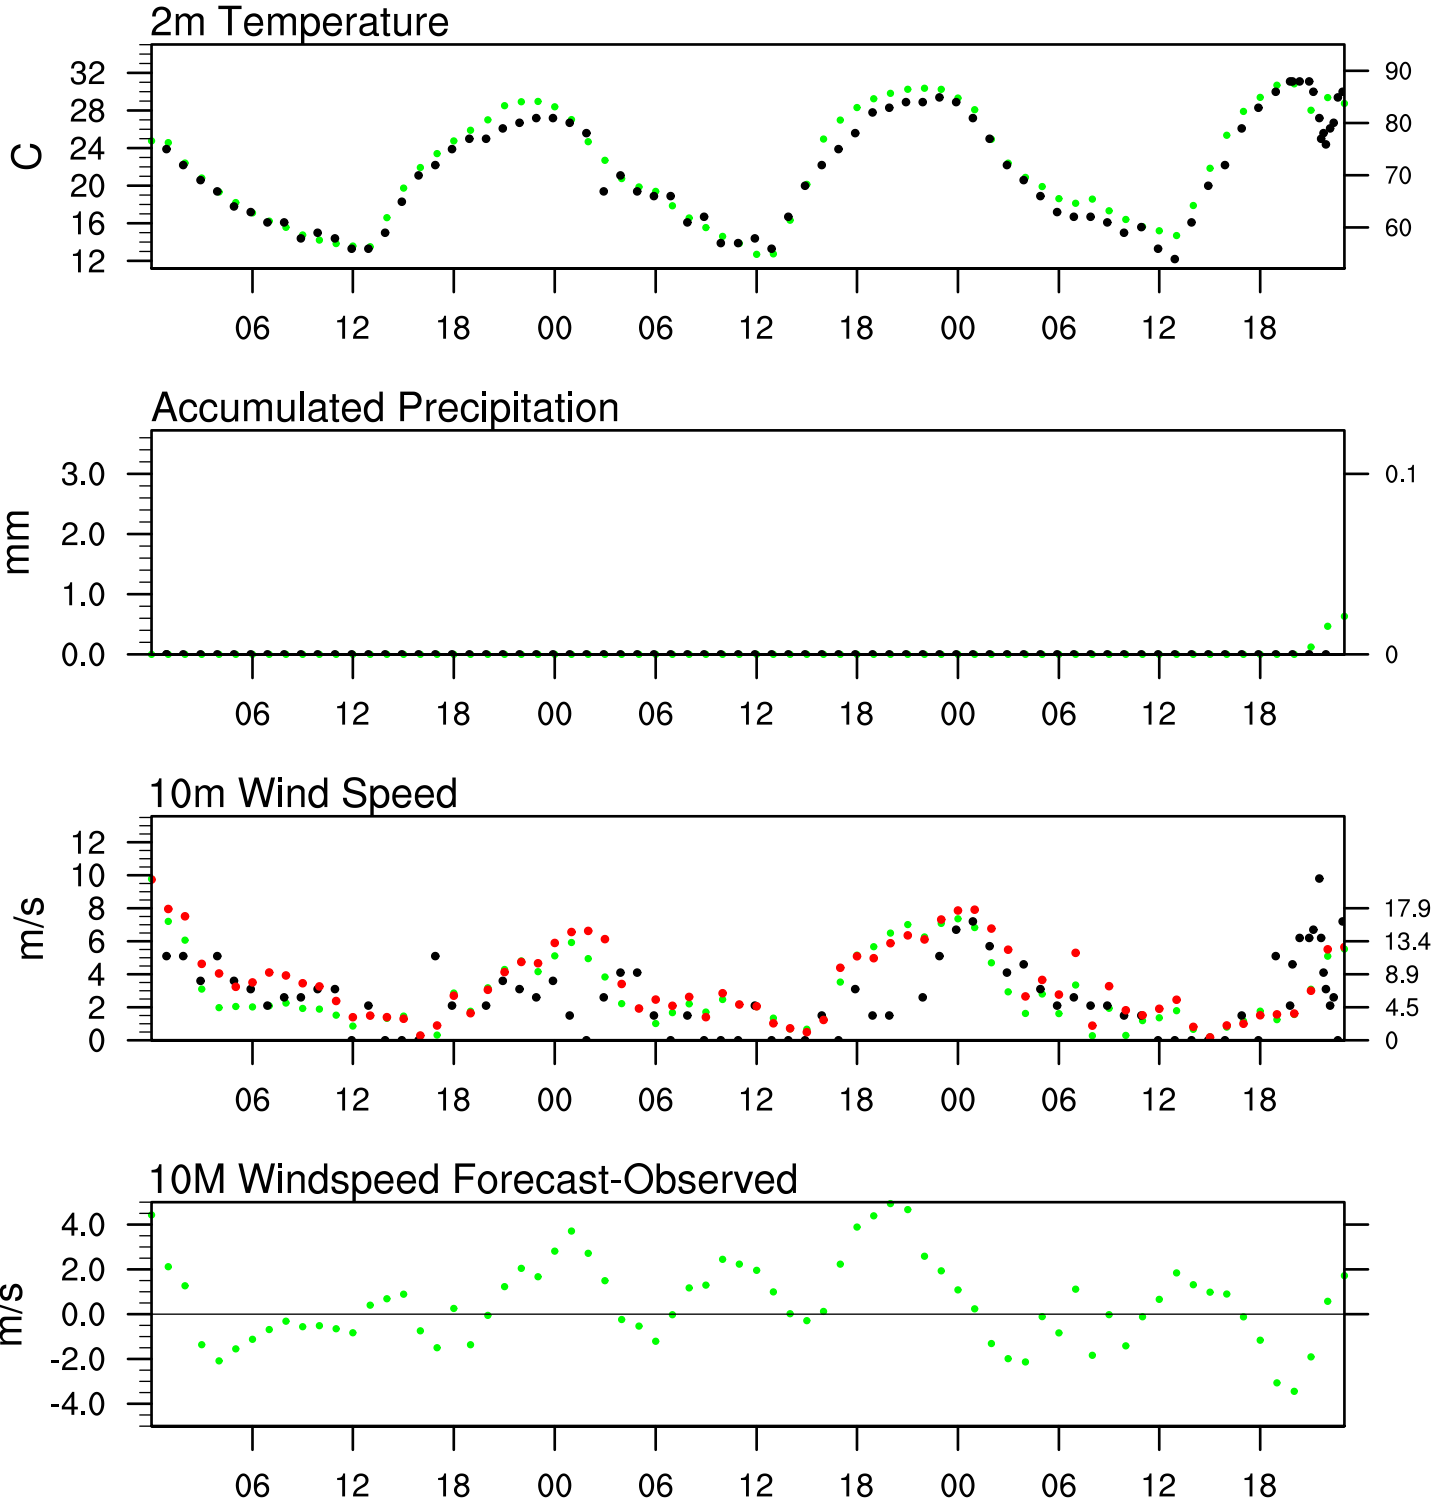 2m Temperature
32 90
28
24 80
20 70
16 60
12
C
06 12 18 00 06 12 18 00 06 12 18
Accumulated Precipitation
3.0 0.1
2.0
1.0
0.0 0
mm
06 12 18 00 06 12 18 00 06 12 18
10m Wind Speed
12
10
8 17.9
6 13.4
4 8.9
2 4.5
0 0
m/s
06 12 18 00 06 12 18 00 06 12 18
10M Windspeed Forecast-Observed
4.0
2.0
0.0
-2.0
-4.0
m/s
06 12 18 00 06 12 18 00 06 12 18